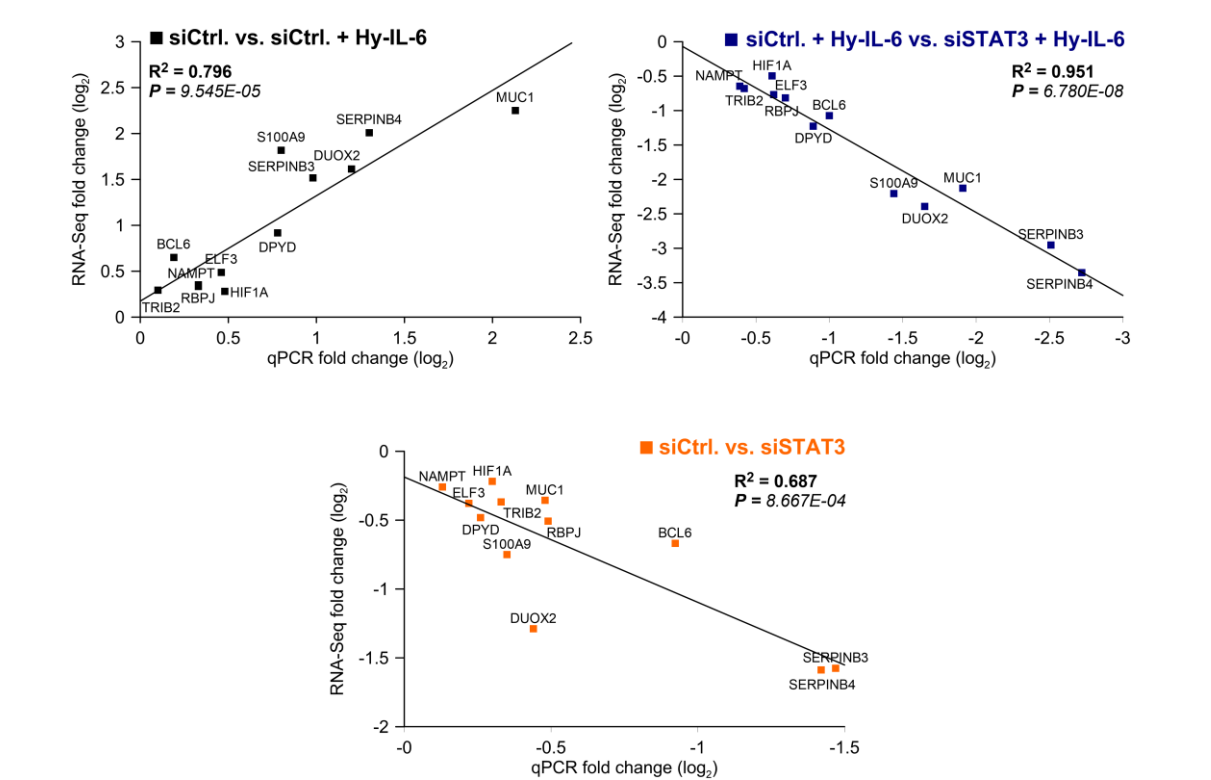 siCtrl. vs. siCtrl. + Hy-IL-6
R2 = 0.796
P = 9.545E-05
RNA-Seq fold change (log2)
3
2.5
2
1.5
1
0.5
0
MUC1
SERPINB4
S100A9
DUOX2
SERPINB3
DPYD
BCL6
ELF3
NAMPT
RBPJ
HIF1A
TRIB2
0
0.5
1
1.5
2
2.5
qPCR fold change (log2)
siCtrl. + Hy-IL-6 vs. siSTAT3 + Hy-IL-6
R2 = 0.951
P = 6.780E-08
RNA-Seq fold change (log2)
0
-0.5
-1
-1.5
-2
-2.5
-3
-3.5
-4
HIF1A
NAMPT
ELF3
TRIB2
RBPJ
BCL6
DPYD
S100A9
MUC1
DUOX2
SERPINB3
SERPINB4
-0
-0.5
-1
-1.5
-2
-2.5
-3
qPCR fold change (log2)
siCtrl. vs. siSTAT3
R2 = 0.687
P = 8.667E-04
RNA-Seq fold change (log2)
0
-0.5
-1
-1.5
-2
NAMPT
HIF1A
ELF3
MUC1
TRIB2
DPYD
RBPJ
S100A9
BCL6
DUOX2
SERPINB3
SERPINB4
-0
-0.5
-1
-1.5
qPCR fold change (log2)